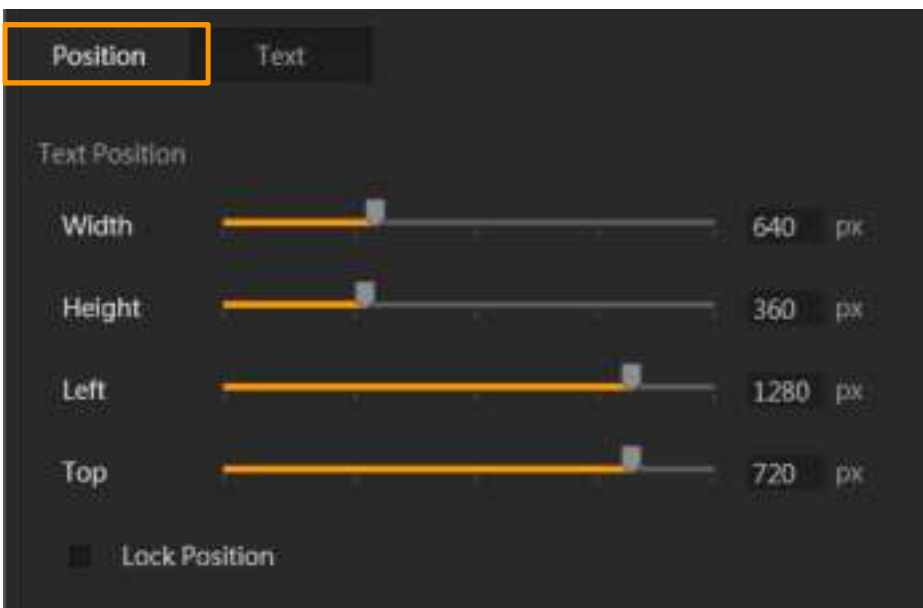 Position Text
Text Position
Width 640 px
Height 360 px
Left 1280 px
Top 720 px
Lock Position